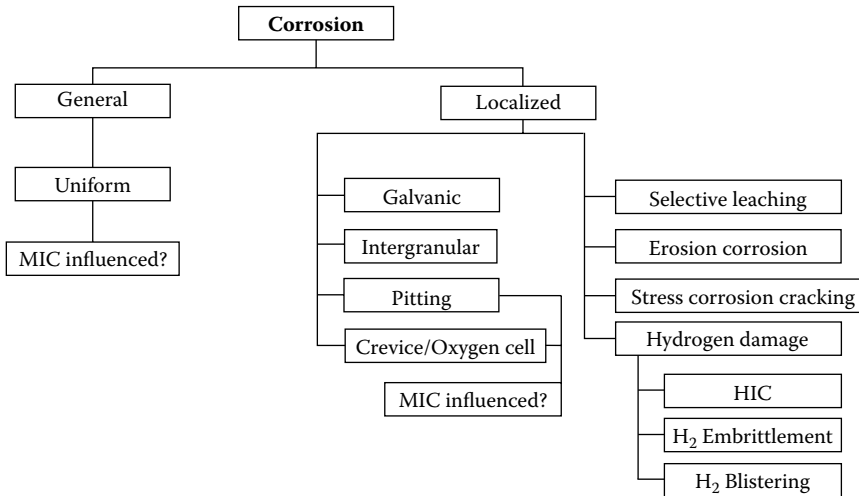 Corrosion
General
Localized
Uniform
MIC influenced?
Galvanic
Intergranular
Pitting
Crevice/Oxygen cell
MIC influenced?
Selective leaching
Erosion corrosion
Stress corrosion cracking
Hydrogen damage
HIC
H₂ Embrittlement
H₂ Blistering